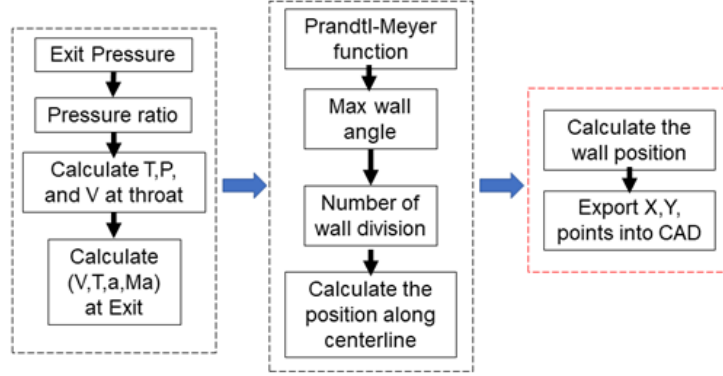 Exit Pressure
Pressure ratio
Calculate T,P,
and V at throat
Calculate
(V,T,a,Ma)
at Exit
Prandtl-Meyer
function
Max wall
angle
Number of
wall division
Calculate the
position along
centerline
Calculate the
wall position
Export X,Y,
points into CAD